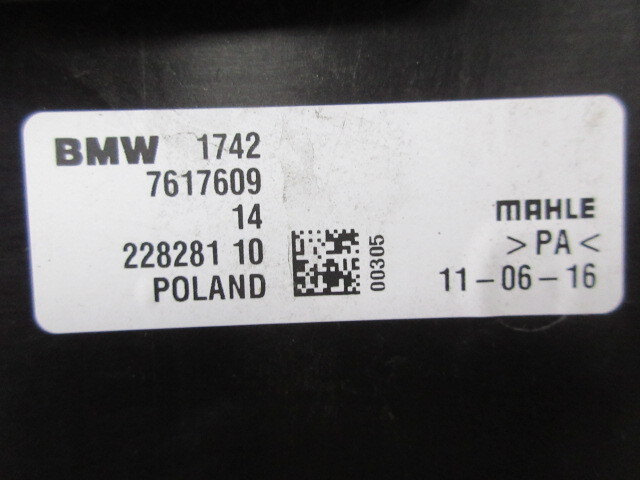 BMW 1742
7617609
14
228281 10
POLAND
00305
MAHLE
>PA<
11-06-16